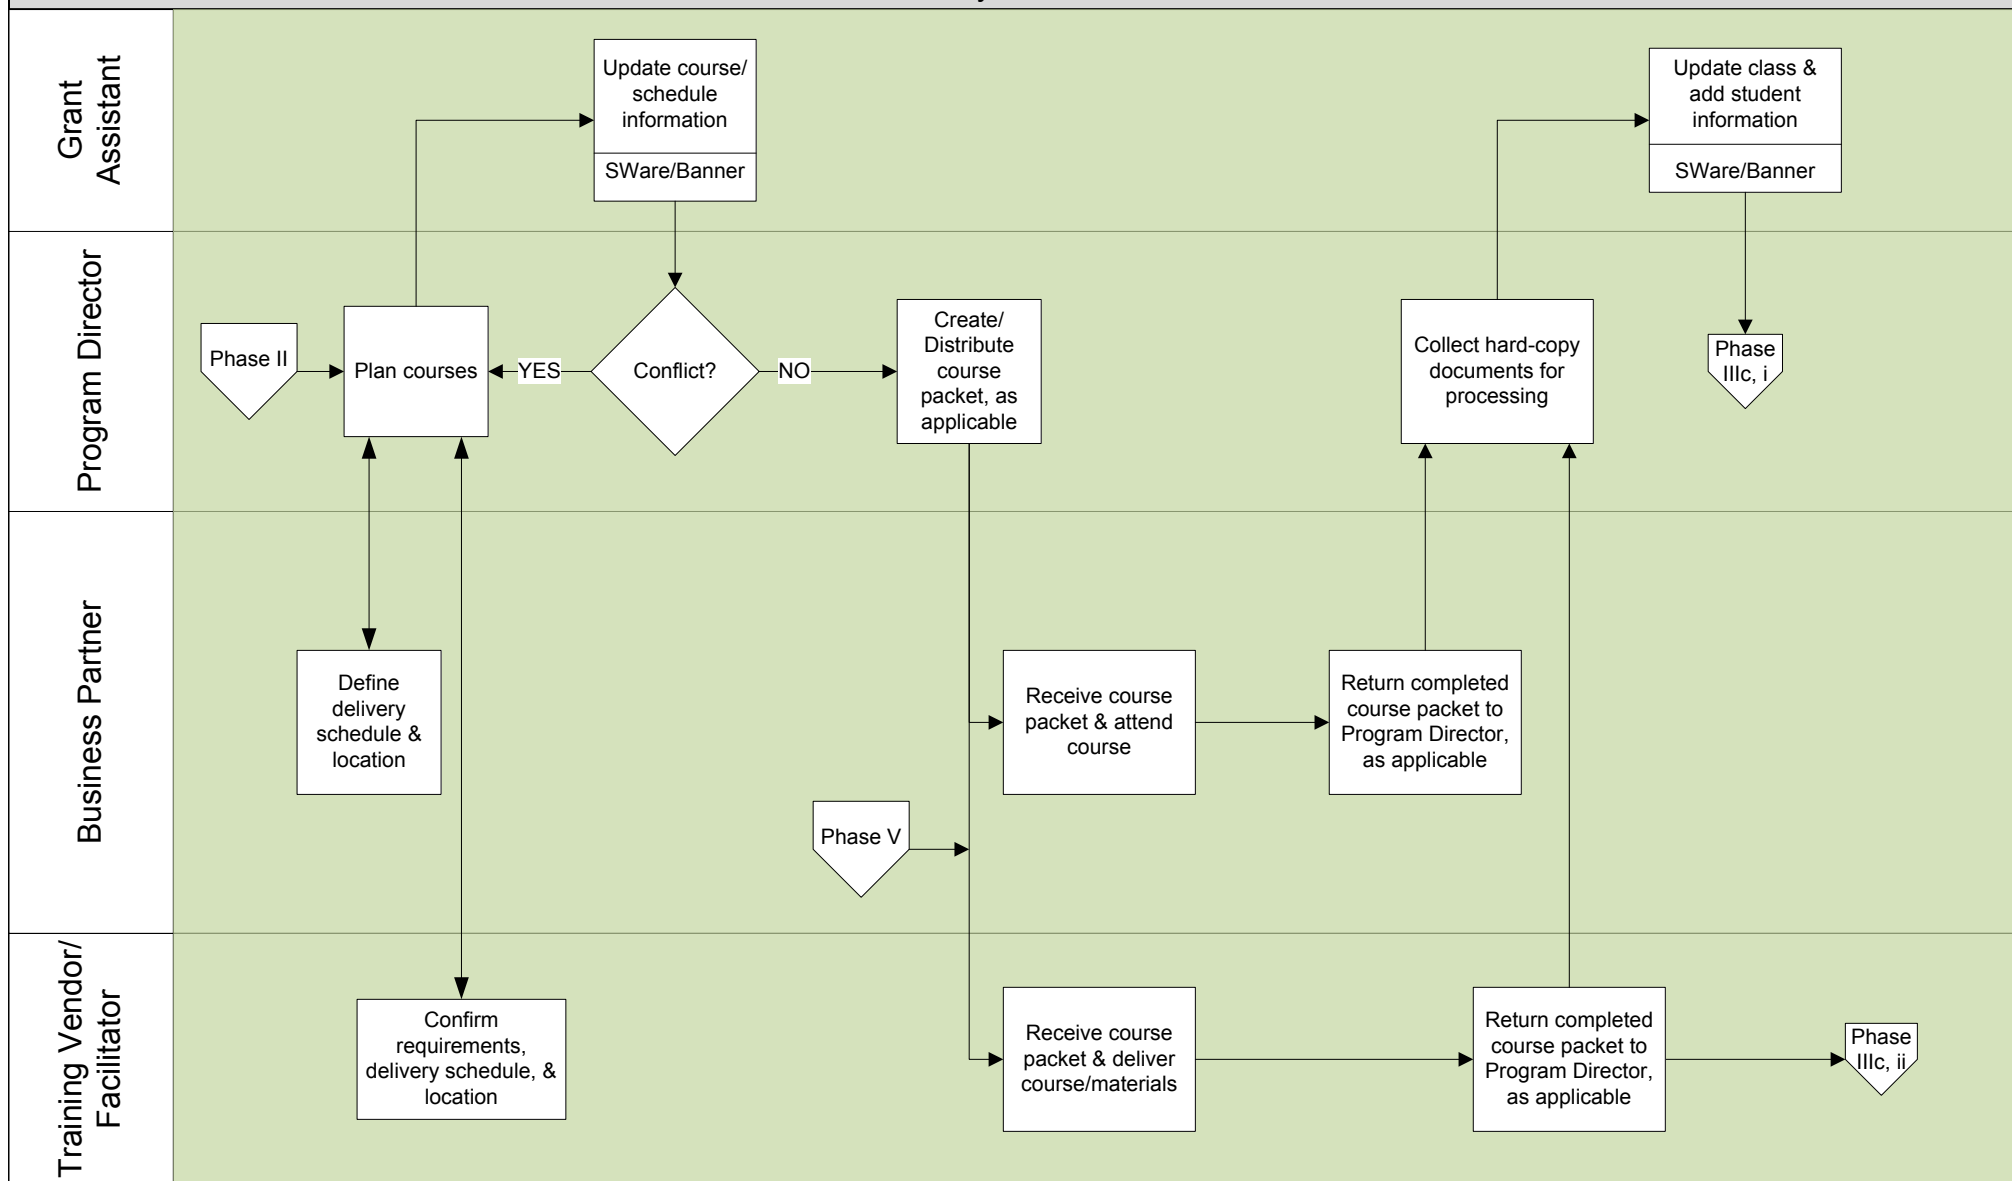 Grant
Assistant
Update course/
schedule
information
SWare/Banner
Update class &
add student
information
SWare/Banner
Program Director
Phase II
Plan courses
YES
Conflict?
NO
Create/
Distribute
course
packet, as
applicable
Collect hard-copy
documents for
processing
Phase
IIIc, i
Business Partner
Define
delivery
schedule &
location
Receive course
packet & attend
course
Return completed
course packet to
Program Director,
as applicable
Phase V
Training Vendor/
Facilitator
Confirm
requirements,
delivery schedule, &
location
Receive course
packet & deliver
course/materials
Return completed
course packet to
Program Director,
as applicable
Phase
IIIc, ii